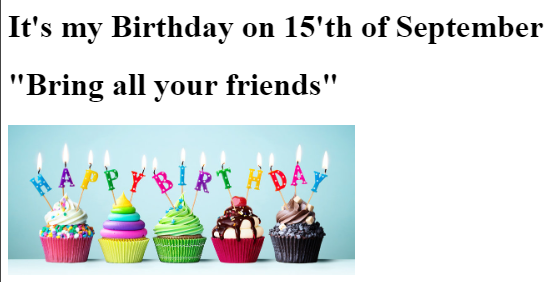 It's my Birthday on 15'th of September
"Bring all your friends"
HAPPY BIRTHDAY